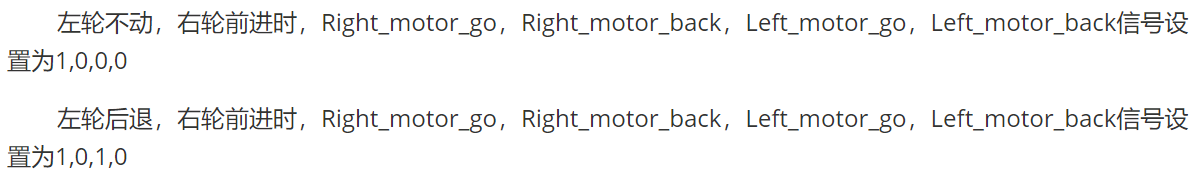 左轮不动，右轮前进时，Right_motor_go，Right_motor_back，Left_motor_go，Left_motor_back信号设
置为1,0,0,0
左轮后退，右轮前进时，Right_motor_go，Right_motor_back，Left_motor_go，Left_motor_back信号设
置为1,0,1,0